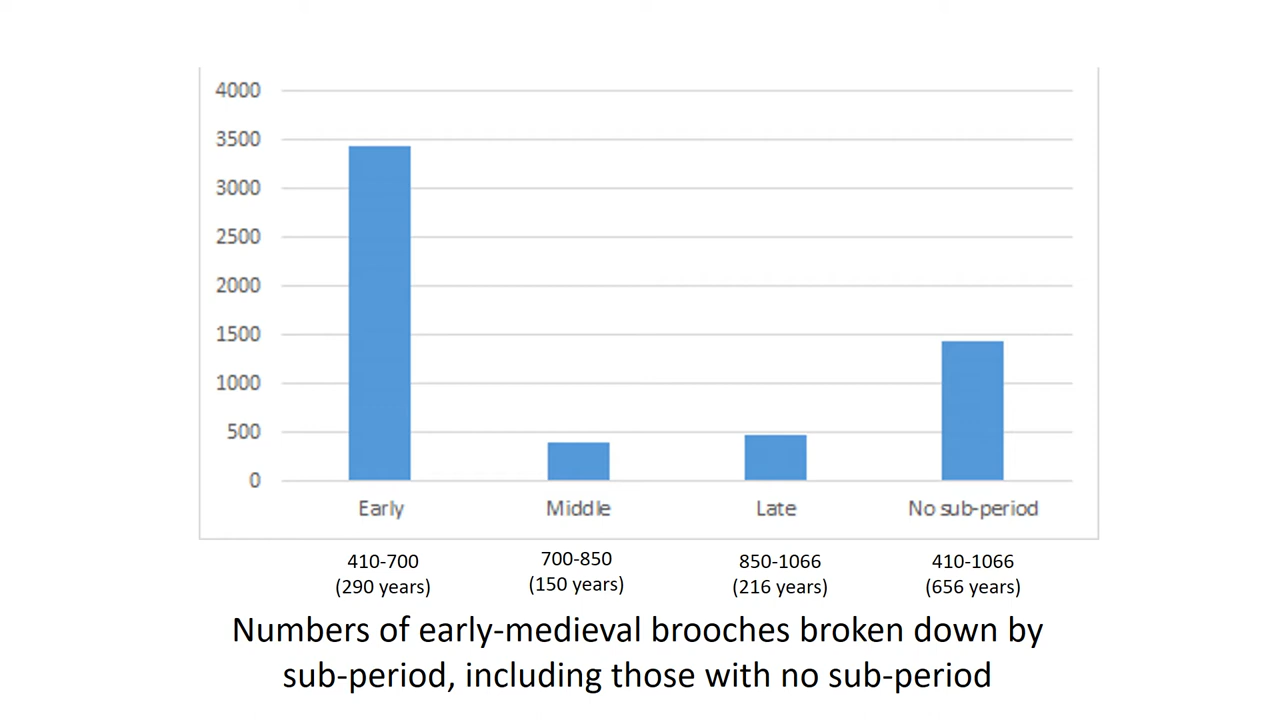 4000
3500
3000
2500
2000
1500
1000
500
0
Early Middle Late No sub-period
410-700 700-850 850-1066 410-1066
(290 years) (150 years) (216 years) (656 years)
Numbers of early-medieval brooches broken down by
sub-period, including those with no sub-period